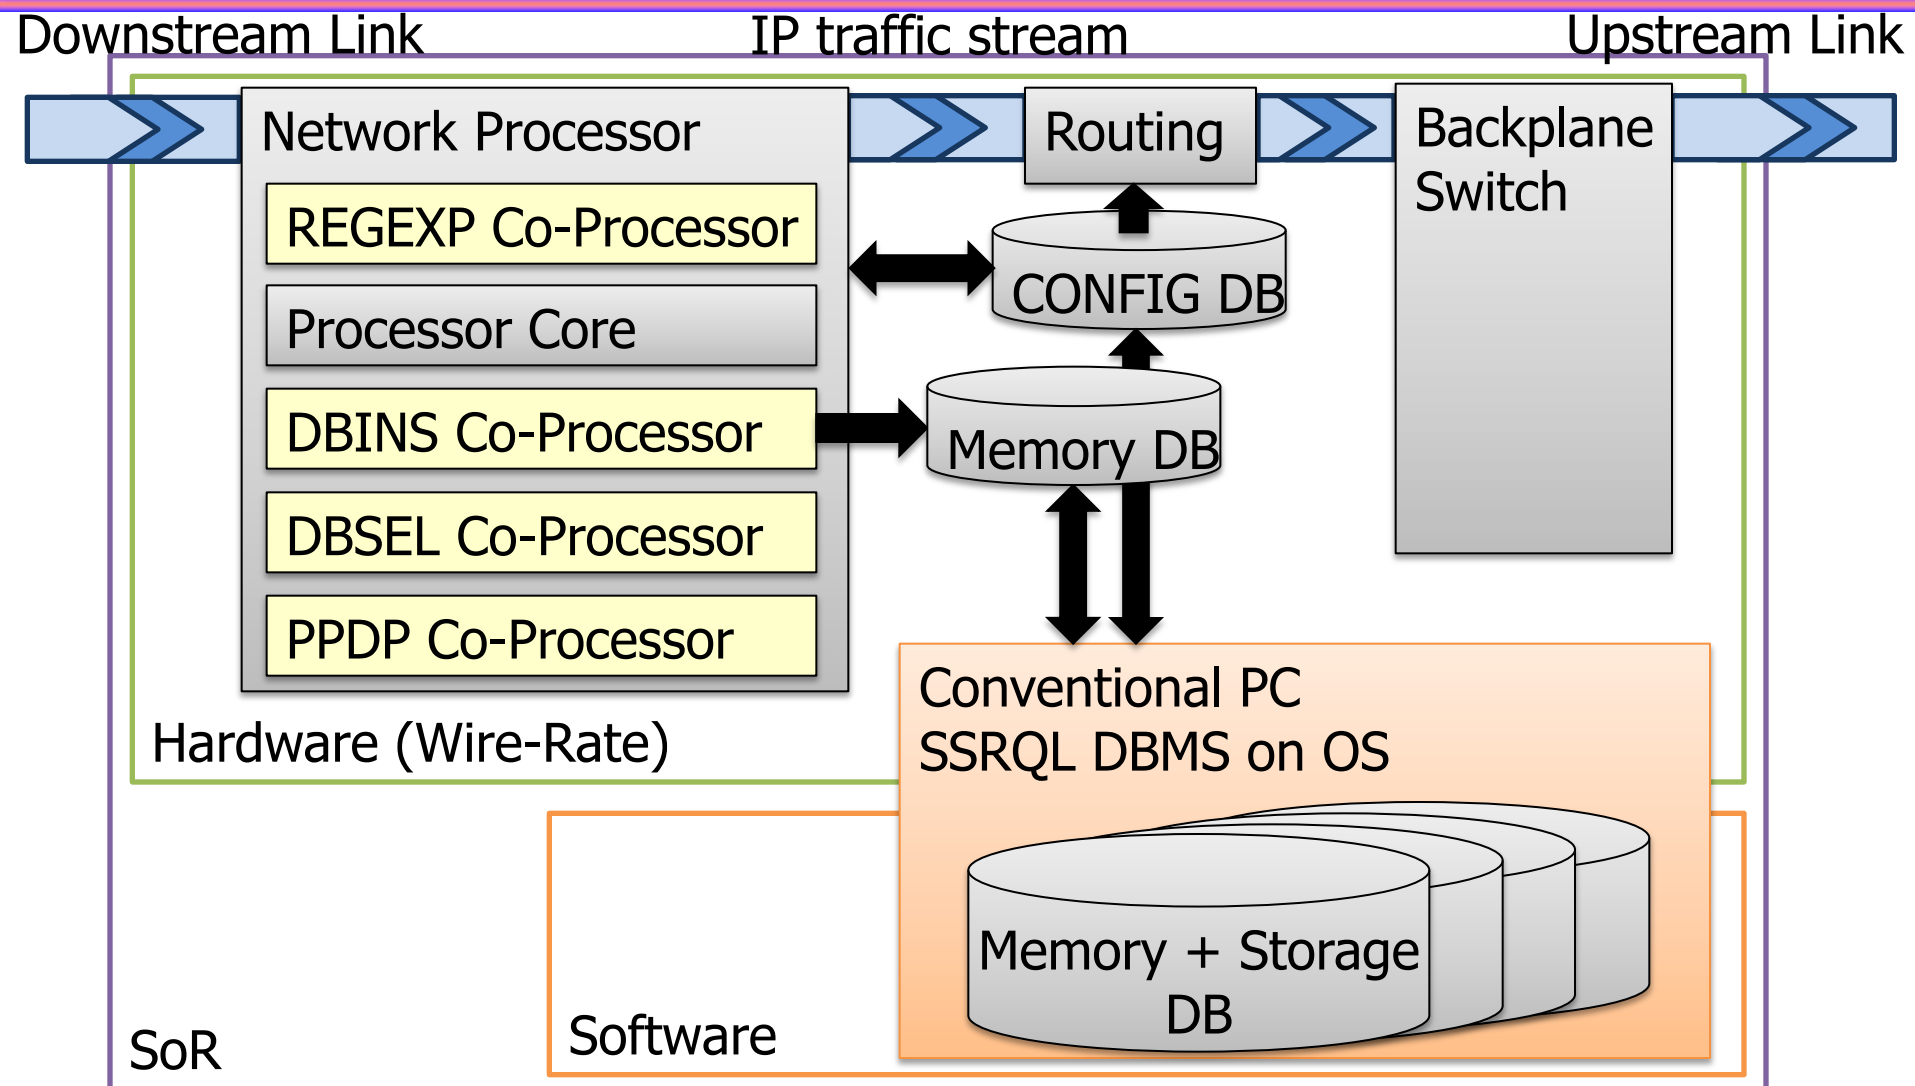 Downstream Link
IP traffic stream
Upstream Link
Network Processor
Routing
Backplane
Switch
REGEXP Co-Processor
CONFIG DB
Processor Core
DBINS Co-Processor
Memory DB
DBSEL Co-Processor
PPDP Co-Processor
Hardware (Wire-Rate)
Conventional PC
SSRQL DBMS on OS
Memory + Storage
DB
Software
SoR